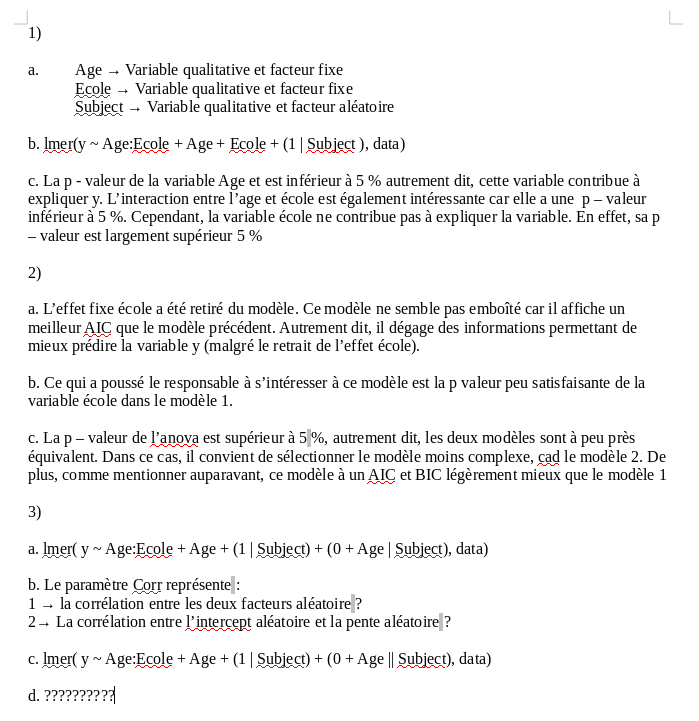 1)
a. Age → Variable qualitative et facteur fixe
Ecole → Variable qualitative et facteur fixe
Subject → Variable qualitative et facteur aléatoire
b. lmer(y ~ Age:Ecole + Age + Ecole + (1 | Subject ), data)
c. La p - valeur de la variable Age et est inférieur à 5 % autrement dit, cette variable contribue à
expliquer y. L’interaction entre l’age et école est également intéressante car elle a une  p – valeur
inférieur à 5 %. Cependant, la variable école ne contribue pas à expliquer la variable. En effet, sa p
– valeur est largement supérieur 5 %
2)
a. L’effet fixe école a été retiré du modèle. Ce modèle ne semble pas emboîté car il affiche un
meilleur AIC que le modèle précédent. Autrement dit, il dégage des informations permettant de
mieux prédire la variable y (malgré le retrait de l’effet école).
b. Ce qui a poussé le responsable à s’intéresser à ce modèle est la p valeur peu satisfaisante de la
variable école dans le modèle 1.
c. La p – valeur de l’anova est supérieur à 5 %, autrement dit, les deux modèles sont à peu près
équivalent. Dans ce cas, il convient de sélectionner le modèle moins complexe, cad le modèle 2. De
plus, comme mentionner auparavant, ce modèle à un AIC et BIC légèrement mieux que le modèle 1
3)
a. lmer( y ~ Age:Ecole + Age + (1 | Subject) + (0 + Age | Subject), data)
b. Le paramètre Corr représente :
1 → la corrélation entre les deux facteurs aléatoire ?
2→ La corrélation entre l’intercept aléatoire et la pente aléatoire ?
c. lmer( y ~ Age:Ecole + Age + (1 | Subject) + (0 + Age || Subject), data)
d. ??????????